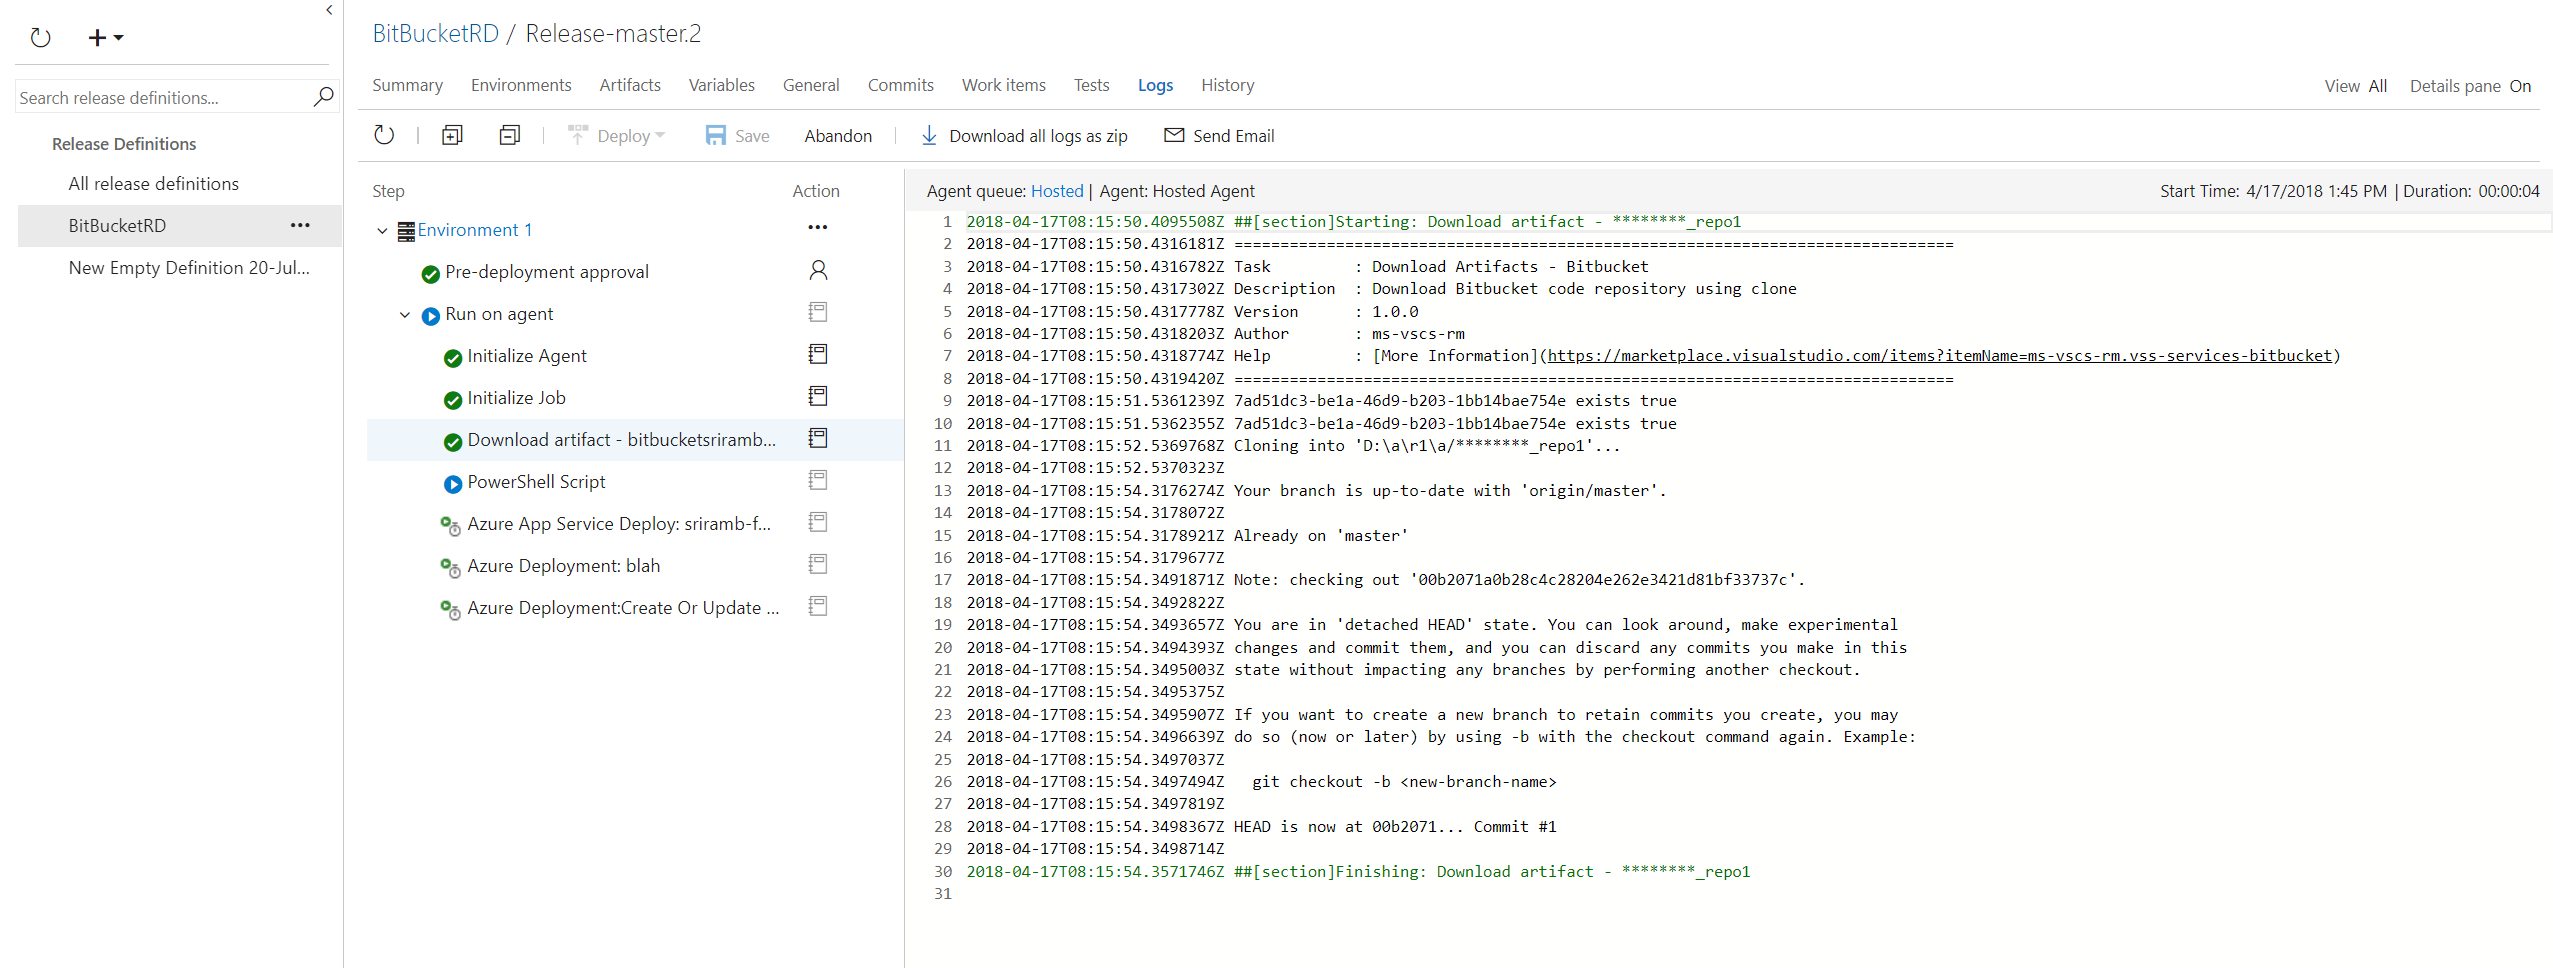 BitBucketRD / Release-master.2
Search release definitions...
Release Definitions
All release definitions
BitBucketRD ...
New Empty Definition 20-Jul...
Summary Environments Artifacts Variables General Commits Work items Tests Logs History
View All Details pane On
Deploy Save Abandon Download all logs as zip Send Email
Step Action
Environment 1 ...
Pre-deployment approval
Run on agent
Initialize Agent
Initialize Job
Download artifact - bitbucketsriramb...
PowerShell Script
Azure App Service Deploy: sriramb-f...
Azure Deployment: blah
Azure Deployment:Create Or Update ...
Agent queue: Hosted | Agent: Hosted Agent
Start Time: 4/17/2018 1:45 PM | Duration: 00:00:04
1 2018-04-17T08:15:50.4095508Z ##[section]Starting: Download artifact - ********_repo1
2 2018-04-17T08:15:50.4316181Z ==============================================================================
3 2018-04-17T08:15:50.4316782Z Task         : Download Artifacts - Bitbucket
4 2018-04-17T08:15:50.4317302Z Description  : Download Bitbucket code repository using clone
5 2018-04-17T08:15:50.4317778Z Version      : 1.0.0
6 2018-04-17T08:15:50.4318203Z Author       : ms-vscs-rm
7 2018-04-17T08:15:50.4318774Z Help         : [More Information](https://marketplace.visualstudio.com/items?itemName=ms-vscs-rm.vss-services-bitbucket)
8 2018-04-17T08:15:50.4319420Z ==============================================================================
9 2018-04-17T08:15:51.5361239Z 7ad51dc3-be1a-46d9-b203-1bb14bae754e exists true
10 2018-04-17T08:15:51.5362355Z 7ad51dc3-be1a-46d9-b203-1bb14bae754e exists true
11 2018-04-17T08:15:52.5369768Z Cloning into 'D:\a\r1\a/********_repo1'...
12 2018-04-17T08:15:52.5370323Z
13 2018-04-17T08:15:54.3176274Z Your branch is up-to-date with 'origin/master'.
14 2018-04-17T08:15:54.3178072Z
15 2018-04-17T08:15:54.3178921Z Already on 'master'
16 2018-04-17T08:15:54.3179677Z
17 2018-04-17T08:15:54.3491871Z Note: checking out '00b2071a0b28c4c28204e262e3421d81bf33737c'.
18 2018-04-17T08:15:54.3492822Z
19 2018-04-17T08:15:54.3493657Z You are in 'detached HEAD' state. You can look around, make experimental
20 2018-04-17T08:15:54.3494393Z changes and commit them, and you can discard any commits you make in this
21 2018-04-17T08:15:54.3495003Z state without impacting any branches by performing another checkout.
22 2018-04-17T08:15:54.3495375Z
23 2018-04-17T08:15:54.3495907Z If you want to create a new branch to retain commits you create, you may
24 2018-04-17T08:15:54.3496639Z do so (now or later) by using -b with the checkout command again. Example:
25 2018-04-17T08:15:54.3497037Z
26 2018-04-17T08:15:54.3497494Z   git checkout -b <new-branch-name>
27 2018-04-17T08:15:54.3497819Z
28 2018-04-17T08:15:54.3498367Z HEAD is now at 00b2071... Commit #1
29 2018-04-17T08:15:54.3498714Z
30 2018-04-17T08:15:54.3571746Z ##[section]Finishing: Download artifact - ********_repo1
31